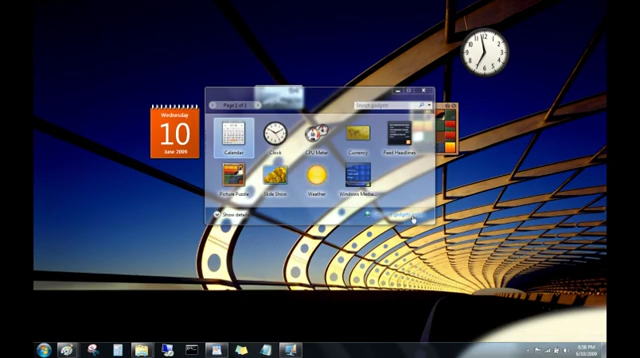 Wednesday
10
June 2009
Page 1 of 1
Search gadgets
Calendar
Clock
CPU Meter
Currency
Feed Headlines
Picture Puzzle
Slide Show
Weather
Windows Media...
Show details
6:58 PM
6/10/2009